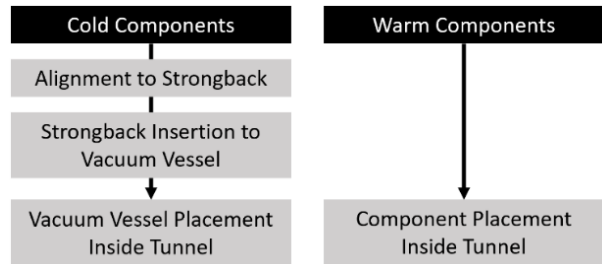 Cold Components
Alignment to Strongback
Strongback Insertion to
Vacuum Vessel
Vacuum Vessel Placement
Inside Tunnel
Warm Components
Component Placement
Inside Tunnel